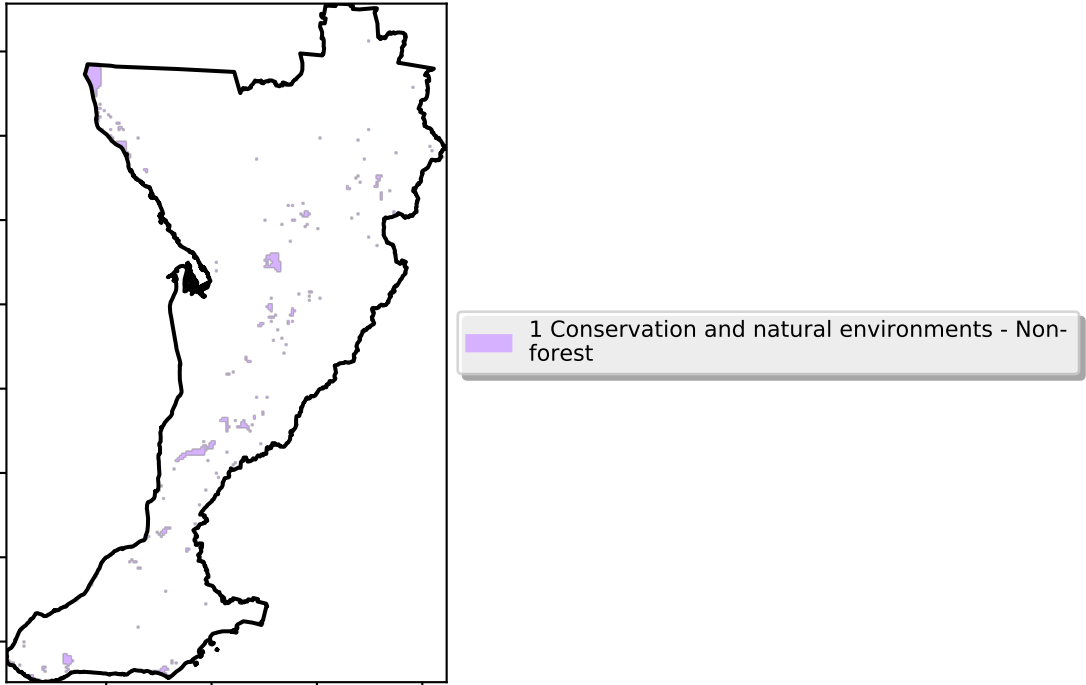 1 Conservation and natural environments - Non-
forest